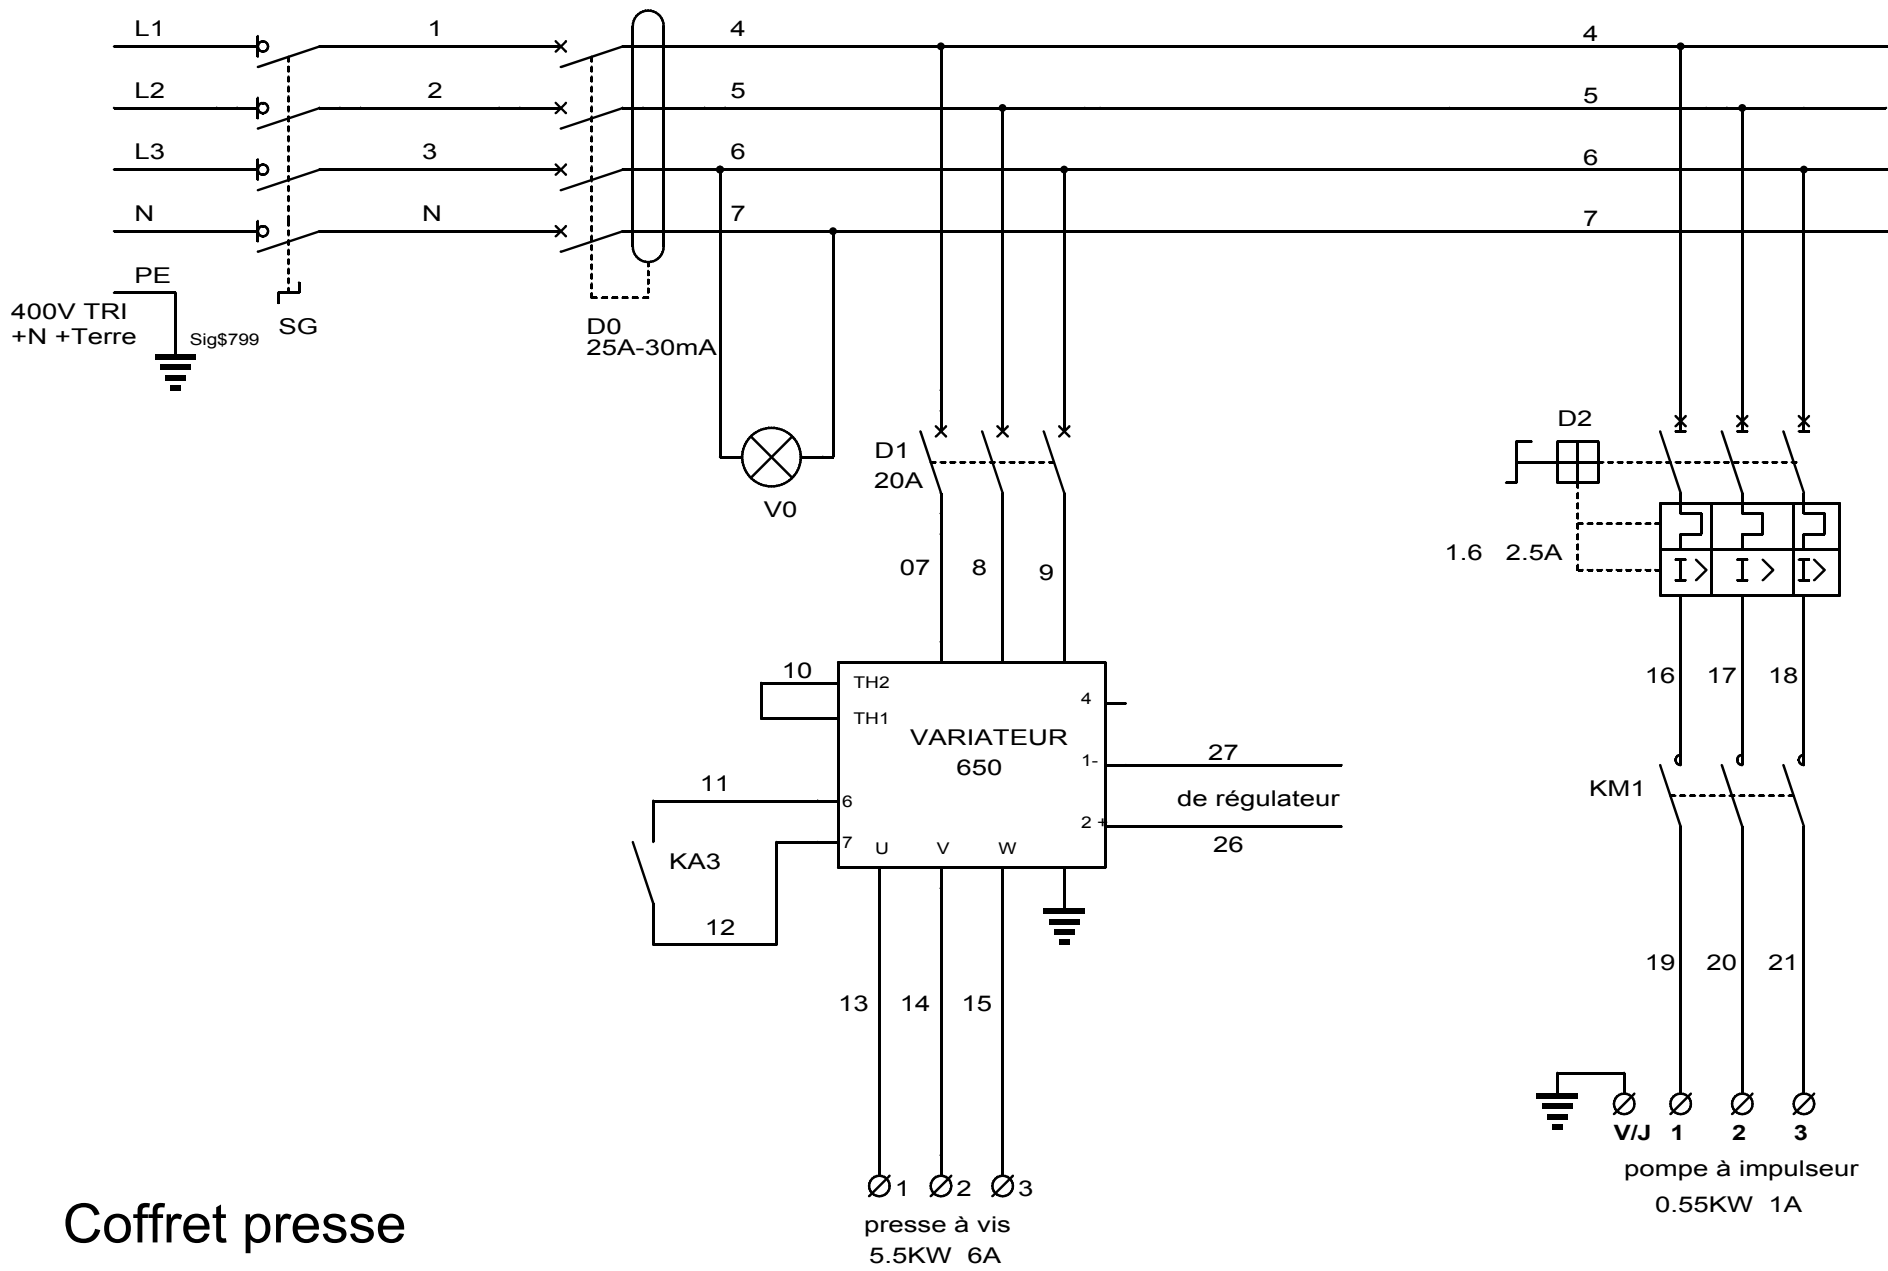 L1 1 4 4
L2 2 5 5
L3 3 6 6
N N 7 7
PE
400V TRI
+N +Terre
Sig$799
SG
D0
25A-30mA
V0
D1
20A
D2
1.6 2.5A
I> I> I>
07 8 9
10
TH2
TH1
VARIATEUR
650
4
1-
27
de régulateur
2 +
26
11
6
7
U V W
KA3
12
16 17 18
KM1
13 14 15
19 20 21
V/J 1 2 3
pompe à impulseur
0.55KW 1A
1 2 3
presse à vis
5.5KW 6A
Coffret presse